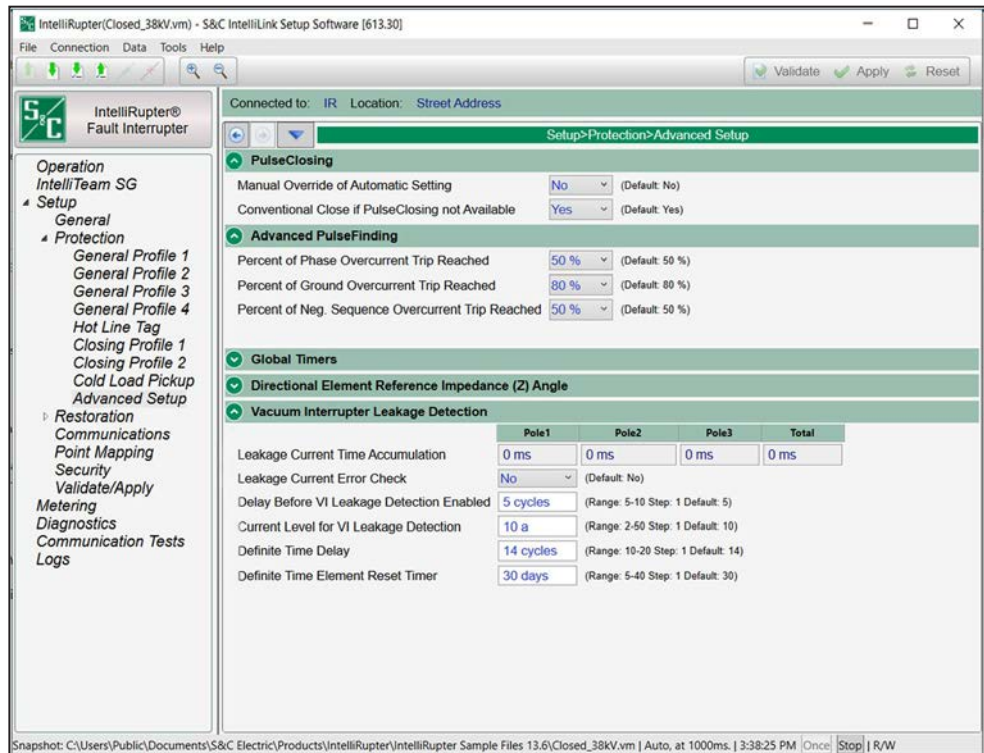 IntelliRupter(Closed_38kV.vm) - S&C IntelliLink Setup Software [613.30]
File Connection Data Tools Help
Validate Apply Reset
S&C
IntelliRupter®
Fault Interrupter
Connected to: IR Location: Street Address
Setup>Protection>Advanced Setup
Operation
IntelliTeam SG
Setup
General
Protection
General Profile 1
General Profile 2
General Profile 3
General Profile 4
Hot Line Tag
Closing Profile 1
Closing Profile 2
Cold Load Pickup
Advanced Setup
Restoration
Communications
Point Mapping
Security
Validate/Apply
Metering
Diagnostics
Communication Tests
Logs
PulseClosing
Manual Override of Automatic Setting No (Default: No)
Conventional Close if PulseClosing not Available Yes (Default: Yes)
Advanced PulseFinding
Percent of Phase Overcurrent Trip Reached 50 % (Default: 50 %)
Percent of Ground Overcurrent Trip Reached 80 % (Default: 80 %)
Percent of Neg. Sequence Overcurrent Trip Reached 50 % (Default: 50 %)
Global Timers
Directional Element Reference Impedance (Z) Angle
Vacuum Interrupter Leakage Detection
Pole1 Pole2 Pole3 Total
Leakage Current Time Accumulation 0 ms 0 ms 0 ms 0 ms
Leakage Current Error Check No (Default: No)
Delay Before VI Leakage Detection Enabled 5 cycles (Range: 5-10 Step: 1 Default: 5)
Current Level for VI Leakage Detection 10 a (Range: 2-50 Step: 1 Default: 10)
Definite Time Delay 14 cycles (Range: 10-20 Step: 1 Default: 14)
Definite Time Element Reset Timer 30 days (Range: 5-40 Step: 1 Default: 30)
Snapshot: C:\Users\Public\Documents\S&C Electric\Products\IntelliRupter\IntelliRupter Sample Files 13.6\Closed_38kV.vm | Auto, at 1000ms. | 3:38:25 PM Once Stop | R/W